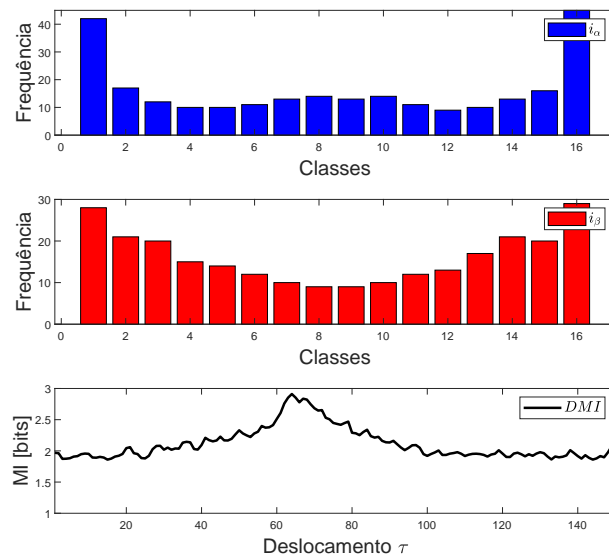 40
30
20
10
0
Frequência
i_α
0 2 4 6 8 10 12 14 16
Classes
30
20
10
0
Frequência
i_β
0 2 4 6 8 10 12 14 16
Classes
3
2.5
2
1.5
1
MI [bits]
DMI
20 40 60 80 100 120 140
Deslocamento τ